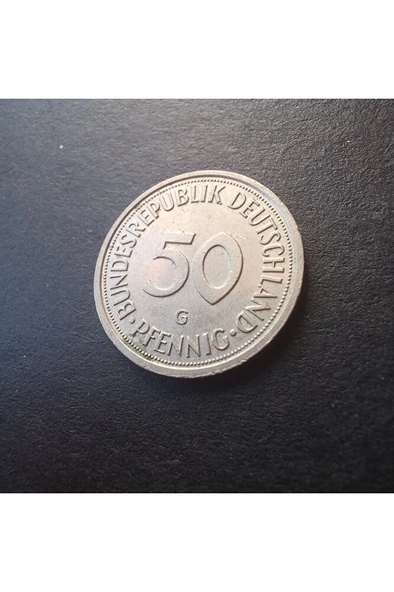 BUNDESREPUBLIK DEUTSCHLAND
50
G
· PFENNIG ·